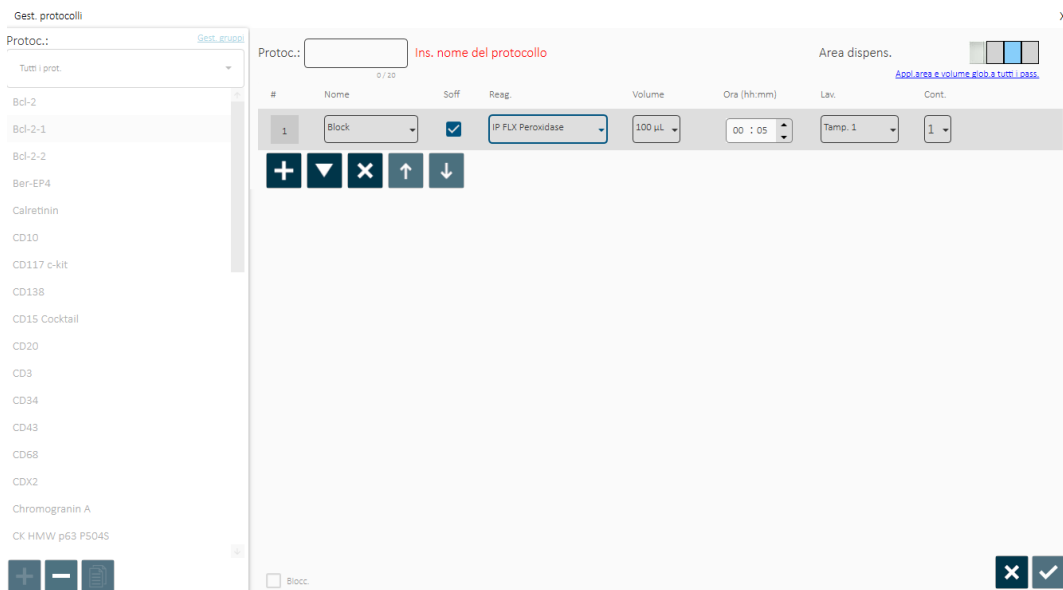 Gest. protocolli
Protoc.:
Gest. gruppi
Tutti i prot.
Bcl-2
Bcl-2-1
Bcl-2-2
Ber-EP4
Calretinin
CD10
CD117 c-kit
CD138
CD15 Cocktail
CD20
CD3
CD34
CD43
CD68
CDX2
Chromogranin A
CK HMW p63 P504S
Protoc.:
Ins. nome del protocollo
0 / 20
Area dispens.
Appl.area e volume glob.a tutti i pass.
# Nome Soff Reag. Volume Ora (hh:mm) Lav. Cont.
1 Block IP FLX Peroxidase 100 µL 00 : 05 Tamp. 1 1
Blocc.